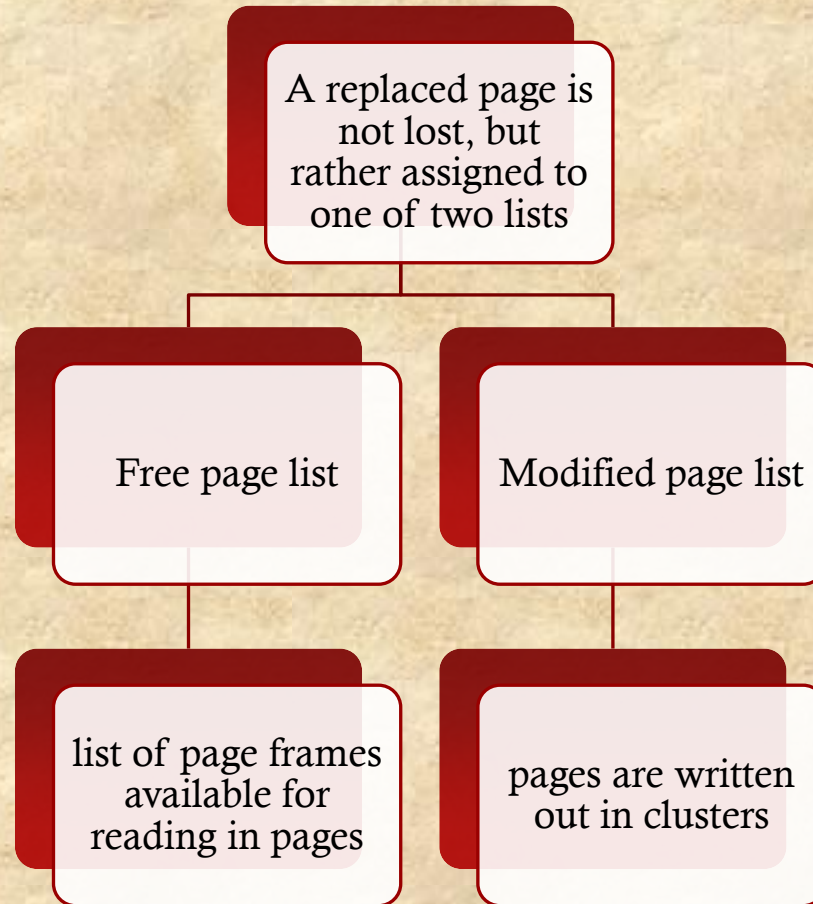 A replaced page is
not lost, but
rather assigned to
one of two lists
Free page list
Modified page list
list of page frames
available for
reading in pages
pages are written
out in clusters